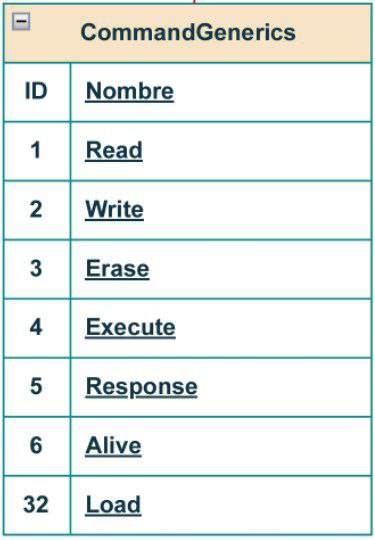 CommandGenerics
ID Nombre
1 Read
2 Write
3 Erase
4 Execute
5 Response
6 Alive
32 Load